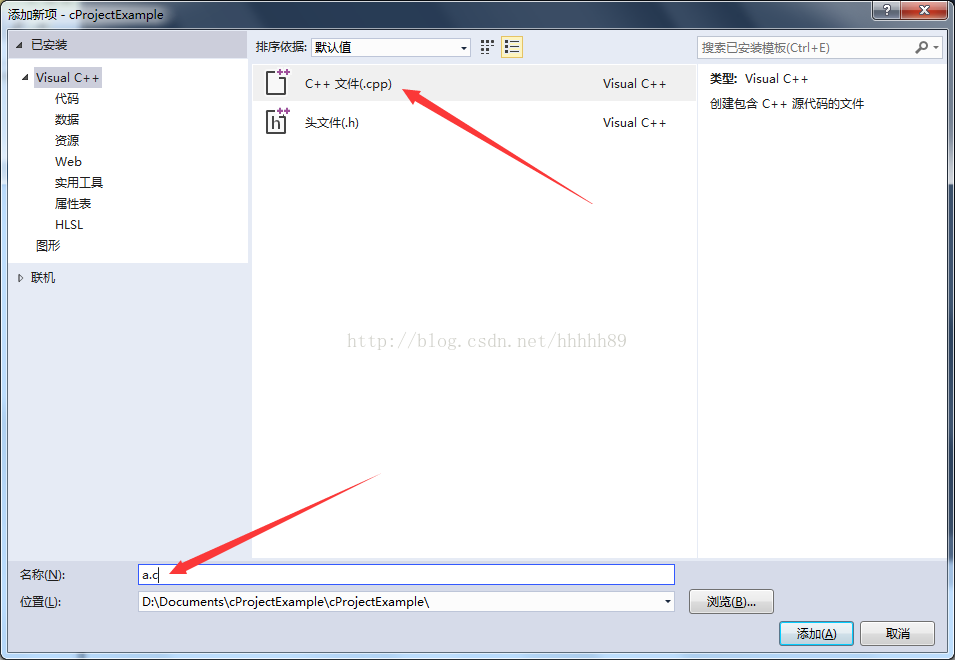 添加新项 - cProjectExample
已安装
排序依据: 默认值
搜索已安装模板(Ctrl+E)
Visual C++
代码
数据
资源
Web
实用工具
属性表
HLSL
图形
联机
C++ 文件(.cpp) Visual C++
头文件(.h) Visual C++
类型: Visual C++
创建包含 C++ 源代码的文件
http://blog.csdn.net/hhhhh89
名称(N): a.c
位置(L): D:\Documents\cProjectExample\cProjectExample\
浏览(B)...
添加(A) 取消